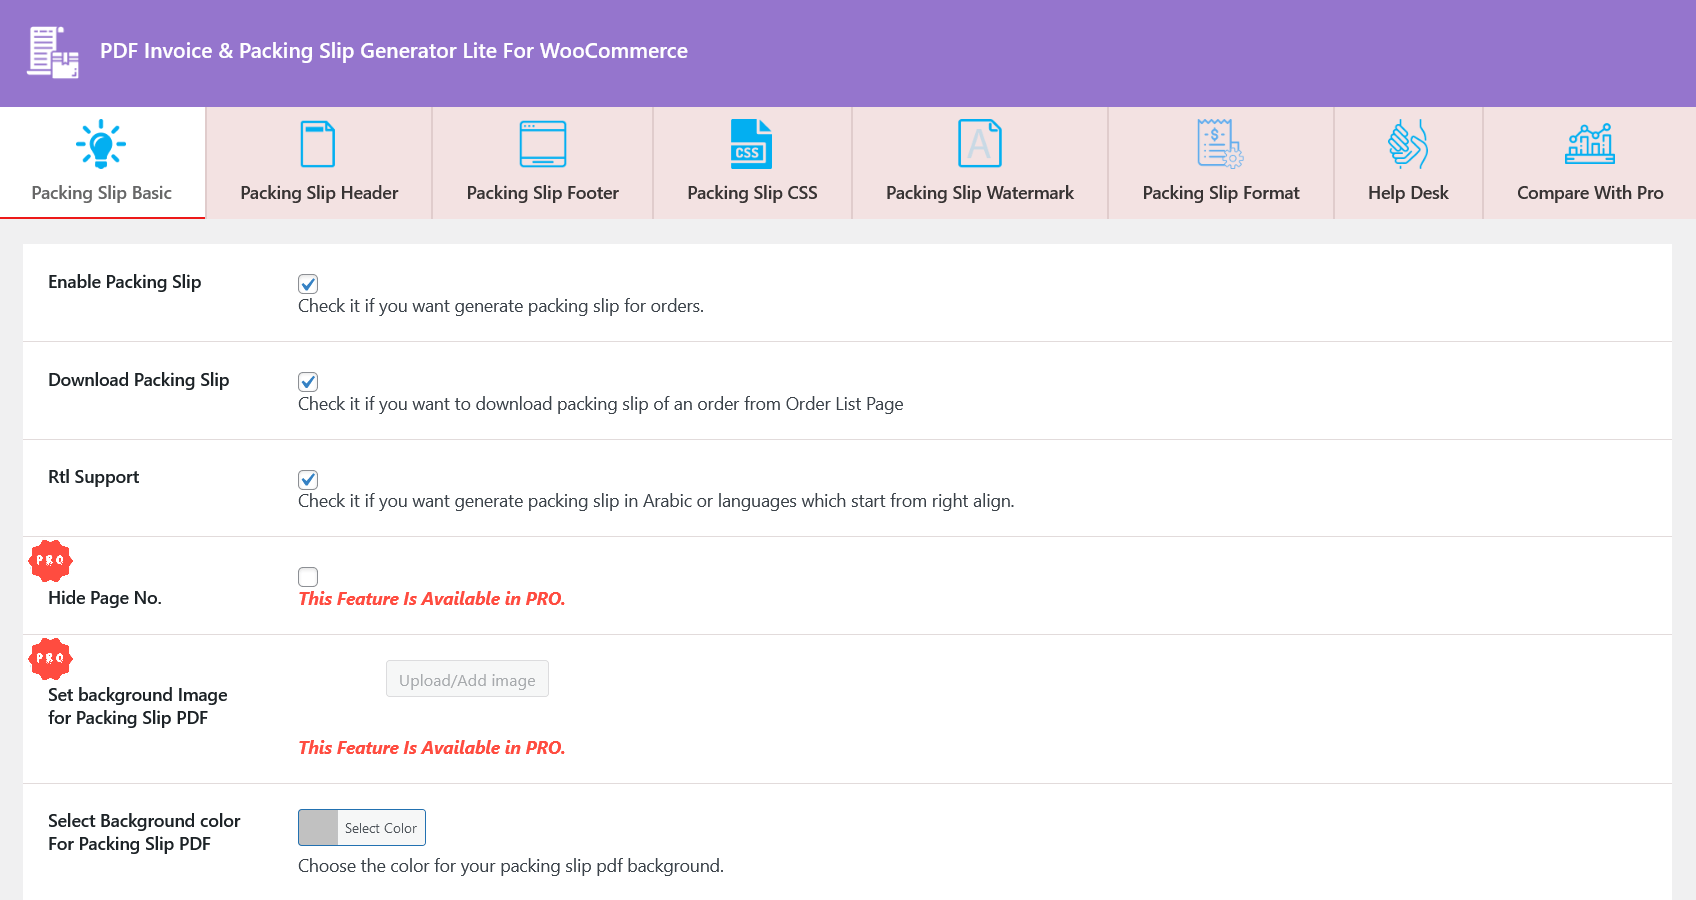 PDF Invoice & Packing Slip Generator Lite For WooCommerce
Packing Slip Basic
Packing Slip Header
Packing Slip Footer
CSS
Packing Slip CSS
A
Packing Slip Watermark
$
Packing Slip Format
Help Desk
Compare With Pro
Enable Packing Slip
Check it if you want generate packing slip for orders.
Download Packing Slip
Check it if you want to download packing slip of an order from Order List Page
Rtl Support
Check it if you want generate packing slip in Arabic or languages which start from right align.
PRO
Hide Page No.
This Feature Is Available in PRO.
PRO
Set background Image
for Packing Slip PDF
Upload/Add image
This Feature Is Available in PRO.
Select Background color
For Packing Slip PDF
Select Color
Choose the color for your packing slip pdf background.